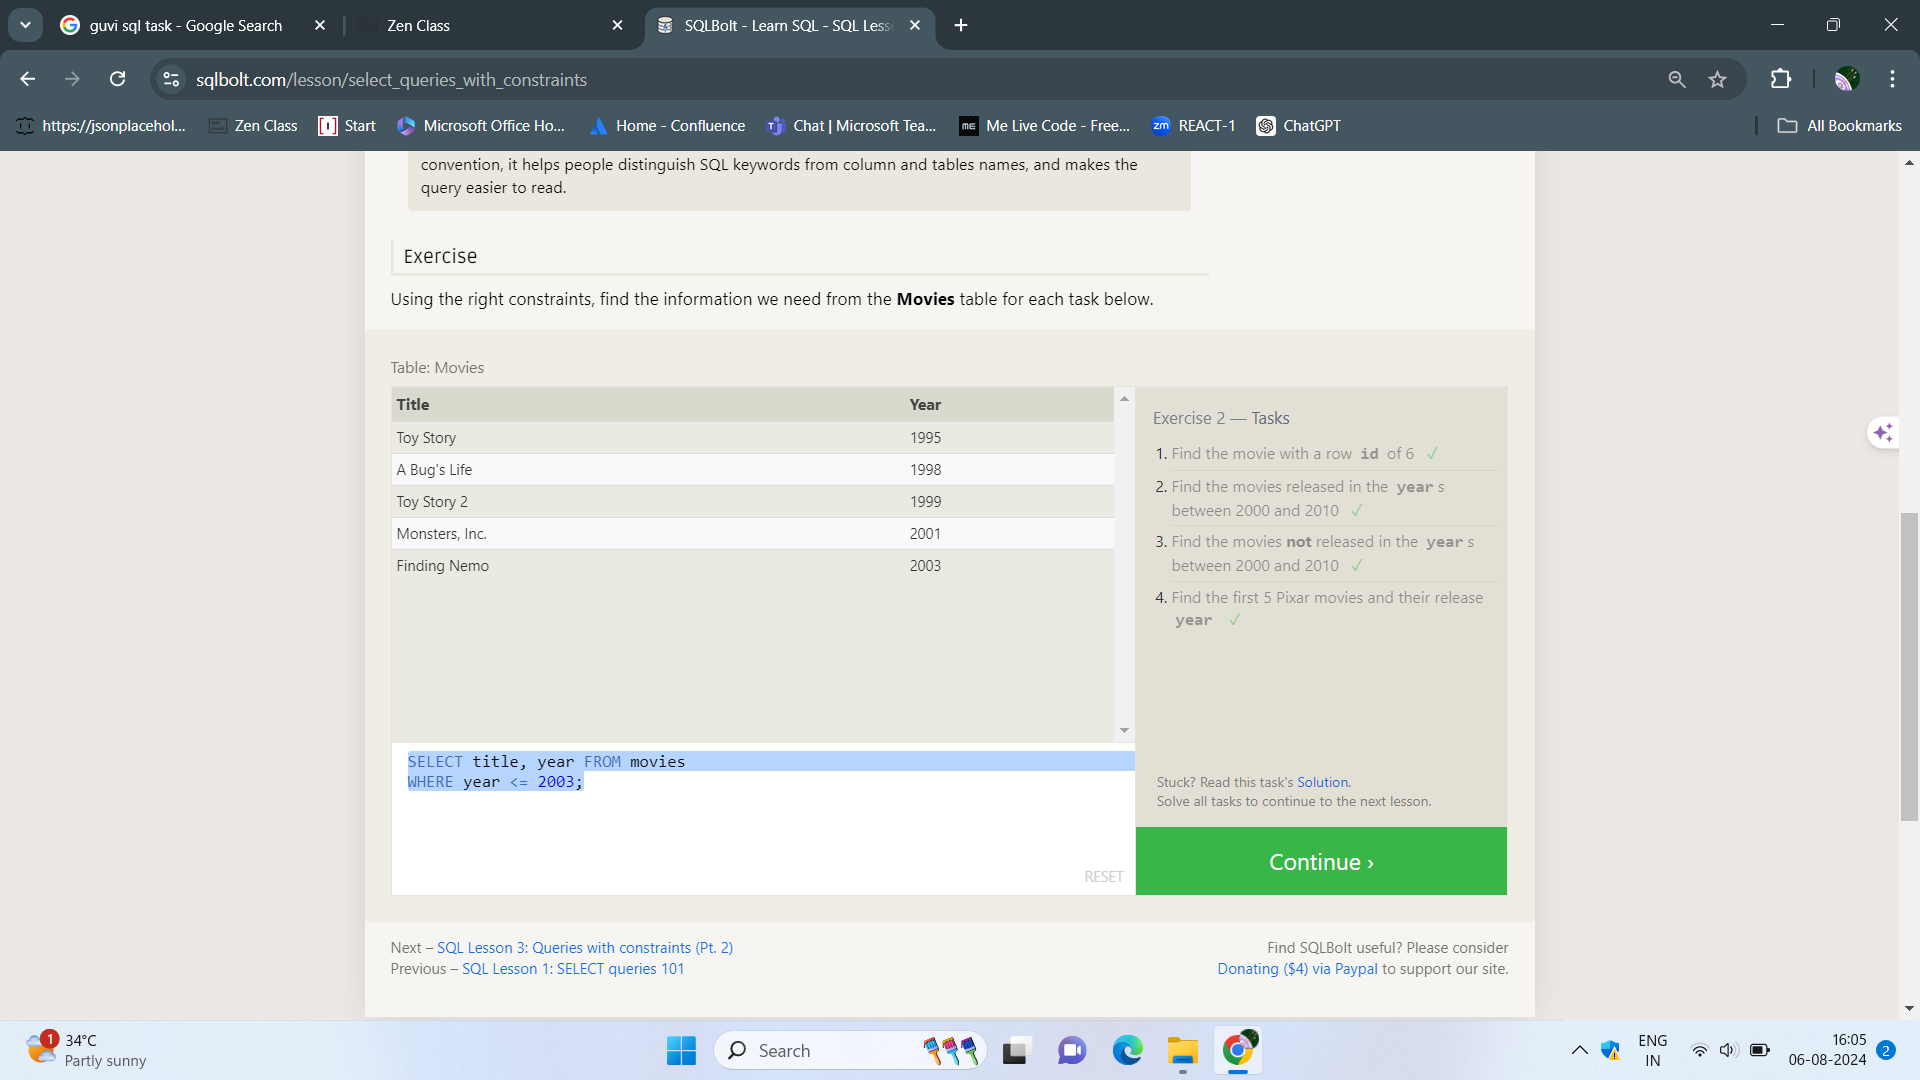 guvi sql task - Google Search
Zen Class
SQLBolt - Learn SQL - SQL Less
sqlbolt.com/lesson/select_queries_with_constraints
https://jsonplacehol...
Zen Class
Start
Microsoft Office Ho...
Home - Confluence
Chat | Microsoft Tea...
ME
Me Live Code - Free...
zm
REACT-1
ChatGPT
All Bookmarks
convention, it helps people distinguish SQL keywords from column and tables names, and makes the
query easier to read.
Exercise
Using the right constraints, find the information we need from the Movies table for each task below.
Table: Movies
Title Year
Toy Story 1995
A Bug's Life 1998
Toy Story 2 1999
Monsters, Inc. 2001
Finding Nemo 2003
SELECT title, year FROM movies
WHERE year <= 2003;
RESET
Exercise 2 — Tasks
1. Find the movie with a row id of 6 ✓
2. Find the movies released in the year s
between 2000 and 2010 ✓
3. Find the movies not released in the year s
between 2000 and 2010 ✓
4. Find the first 5 Pixar movies and their release
year ✓
Stuck? Read this task's Solution.
Solve all tasks to continue to the next lesson.
Continue ›
Next – SQL Lesson 3: Queries with constraints (Pt. 2)
Previous – SQL Lesson 1: SELECT queries 101
Find SQLBolt useful? Please consider
Donating ($4) via Paypal to support our site.
1
34°C
Partly sunny
Search
ENG
IN
16:05
06-08-2024
2